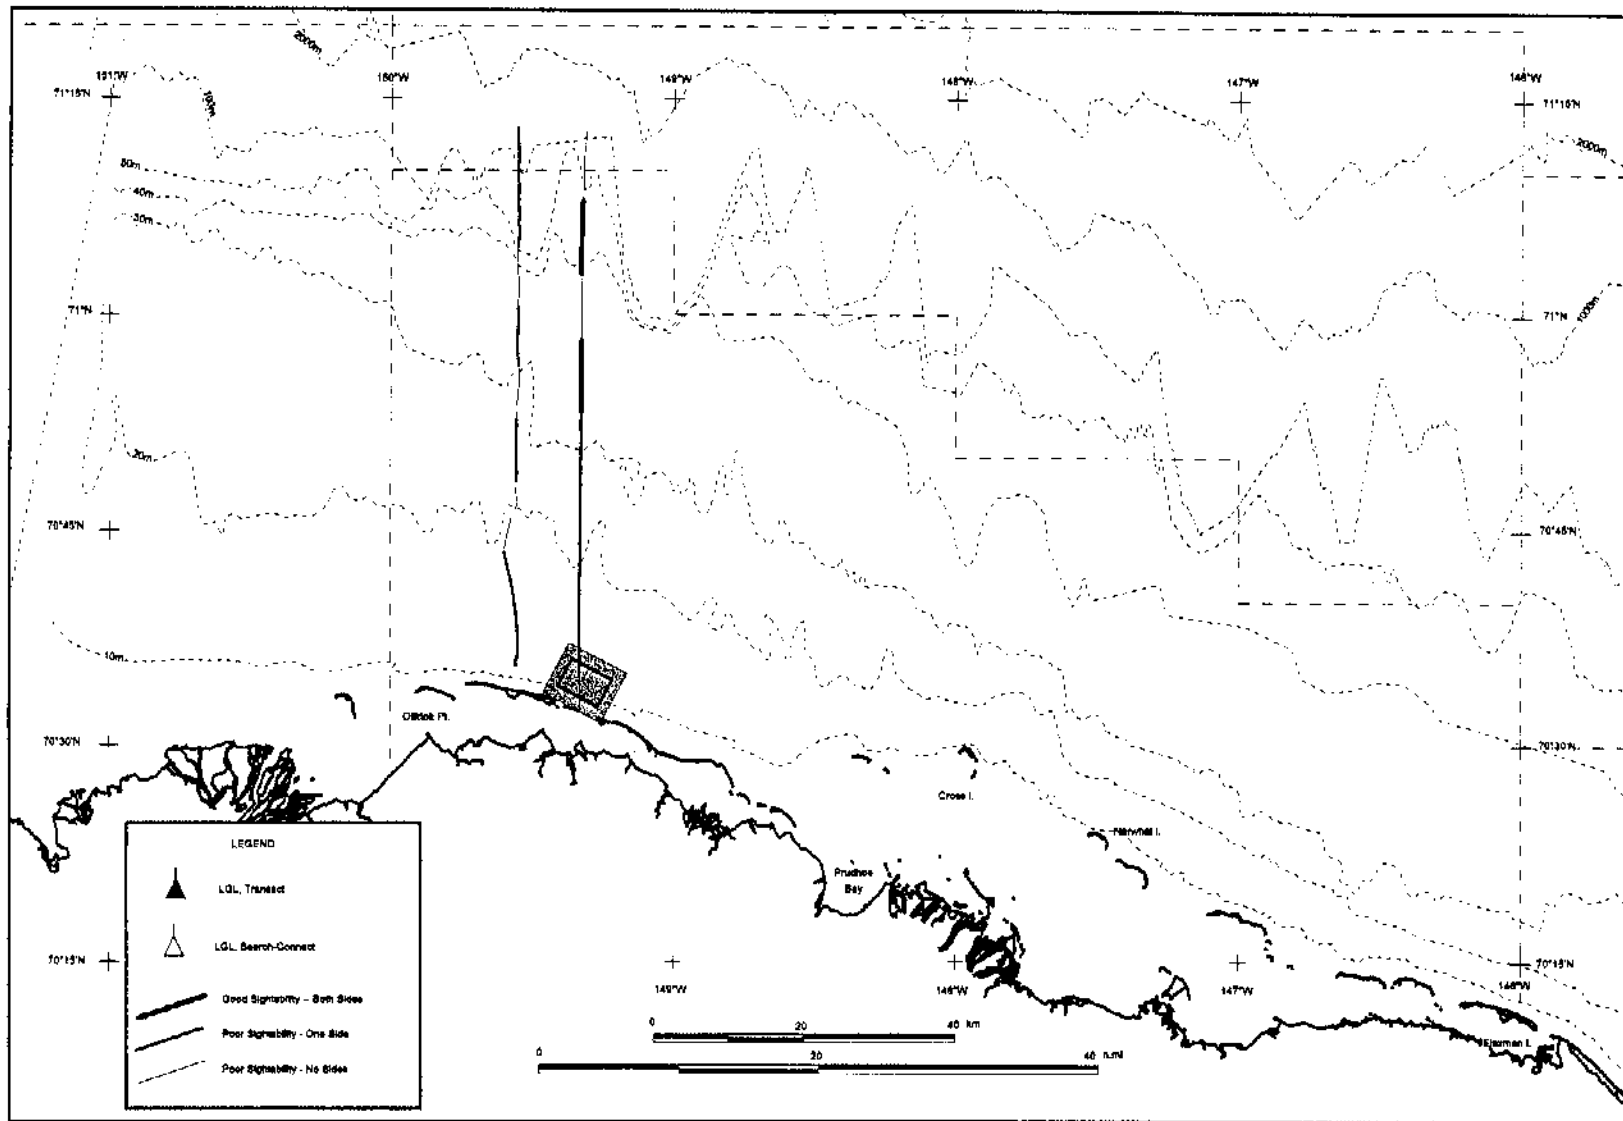 2000m
151°W
150°W
149°W
148°W
147°W
146°W
71°15'N
71°15'N
100m
2000m
50m
40m
30m
71°N
71°N
1000m
20m
70°45'N
70°45'N
10m
Oliktok Pt.
70°30'N
70°30'N
Cross I.
Narwhal I.
Prudhoe
Bay
LEGEND
LGL, Transect
LGL, Search-Connect
Good Sightability - Both Sides
Poor Sightability - One Side
Poor Sightability - No Sides
70°15'N
70°15'N
149°W
148°W
147°W
146°W
0 20 40 km
0 20 40 n.mi
Flaxman I.